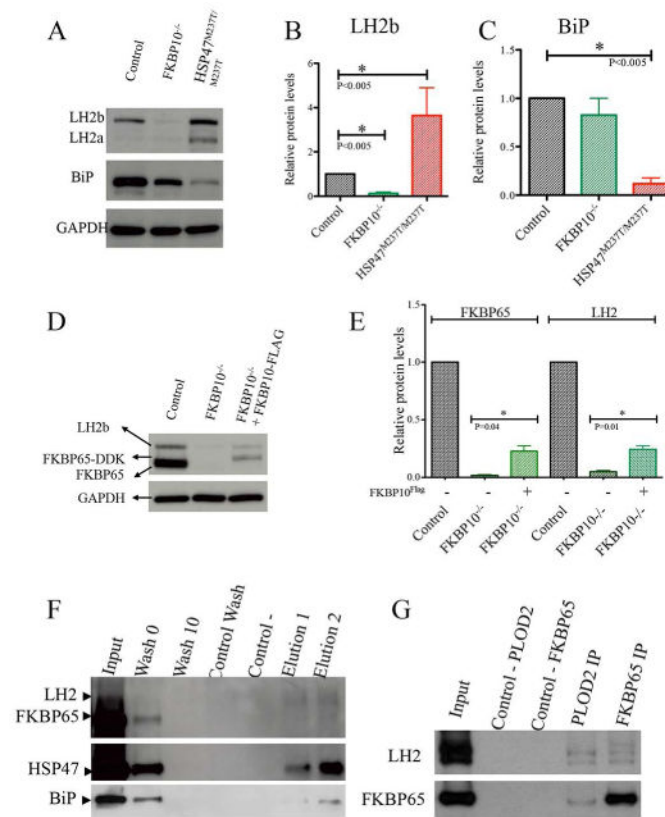 A
Control
FKBP10-/-
HSP47M237T/
M237T
LH2b
LH2a
BiP
GAPDH
B
LH2b
Relative protein levels
6
4
2
0
*
P<0.005
*
P<0.005
Control
FKBP10-/-
HSP47M237T/M237T
C
BiP
Relative protein levels
1.5
1.0
0.5
0.0
*
P<0.005
Control
FKBP10-/-
HSP47M237T/M237T
D
Control
FKBP10-/-
FKBP10-/-
+ FKBP10-FLAG
LH2b
FKBP65-DDK
FKBP65
GAPDH
E
FKBP65
LH2
Relative protein levels
1.5
1.0
0.5
0.0
*
P=0.04
*
P=0.01
FKBP10Flag
- - + - - +
Control
FKBP10-/-
FKBP10-/-
Control
FKBP10-/-
FKBP10-/-
F
Input
Wash 0
Wash 10
Control Wash
Control -
Elution 1
Elution 2
LH2
FKBP65
HSP47
BiP
G
Input
Control - PLOD2
Control - FKBP65
PLOD2 IP
FKBP65 IP
LH2
FKBP65